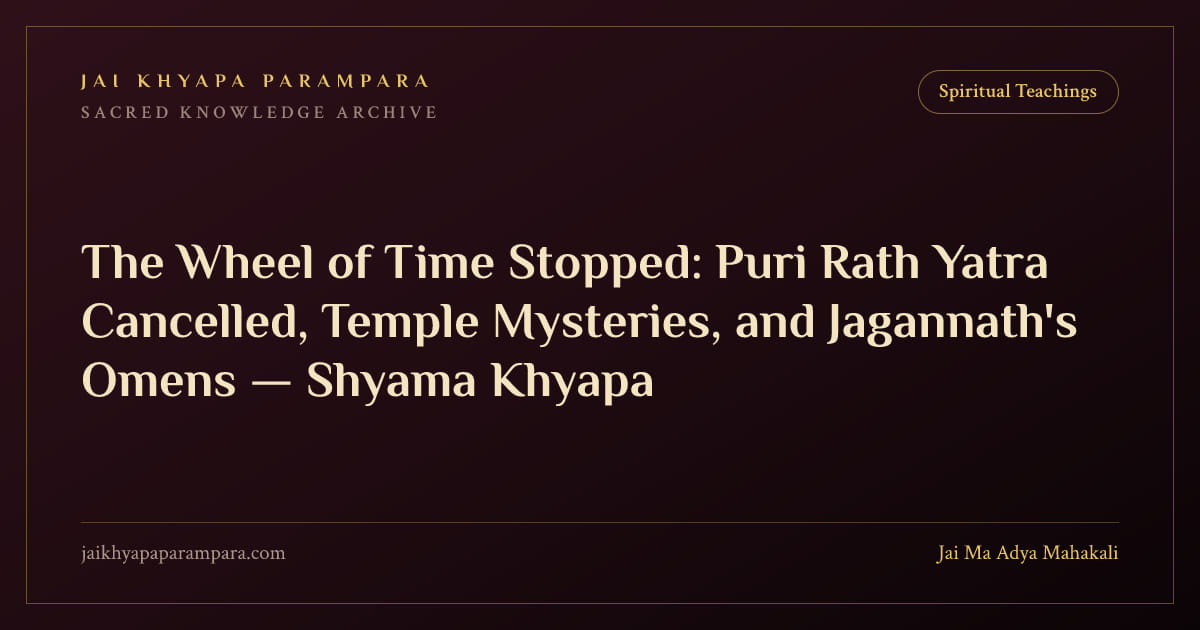 JAI KHYAPA PARAMPARA
SACRED KNOWLEDGE ARCHIVE
Spiritual Teachings
The Wheel of Time Stopped: Puri Rath Yatra
Cancelled, Temple Mysteries, and Jagannath's
Omens — Shyama Khyapa
jaikhyapaparampara.com
Jai Ma Adya Mahakali